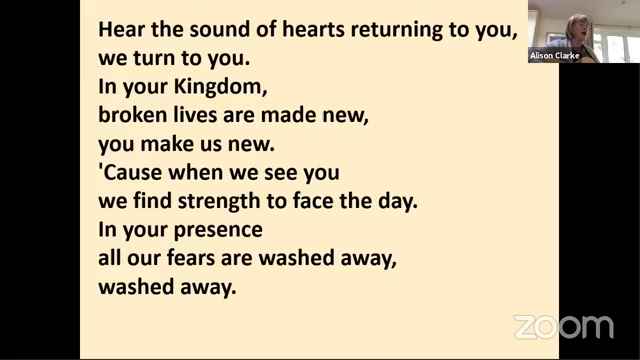 Hear the sound of hearts returning to you,
we turn to you.
In your Kingdom,
broken lives are made new,
you make us new.
'Cause when we see you
we find strength to face the day.
In your presence
all our fears are washed away,
washed away.
Alison Clarke
zoom